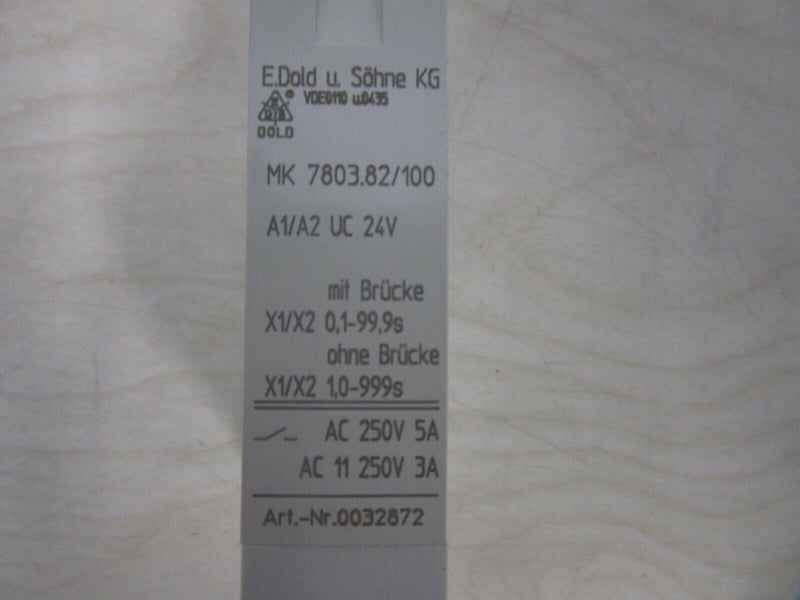 E.Dold u. Söhne KG
VDE0110 u.0435
DOLD
MK 7803.82/100
A1/A2 UC 24V
mit Brücke
X1/X2 0,1-99,9s
ohne Brücke
X1/X2 1,0-999s
AC 250V 5A
AC 11 250V 3A
Art.-Nr.0032872